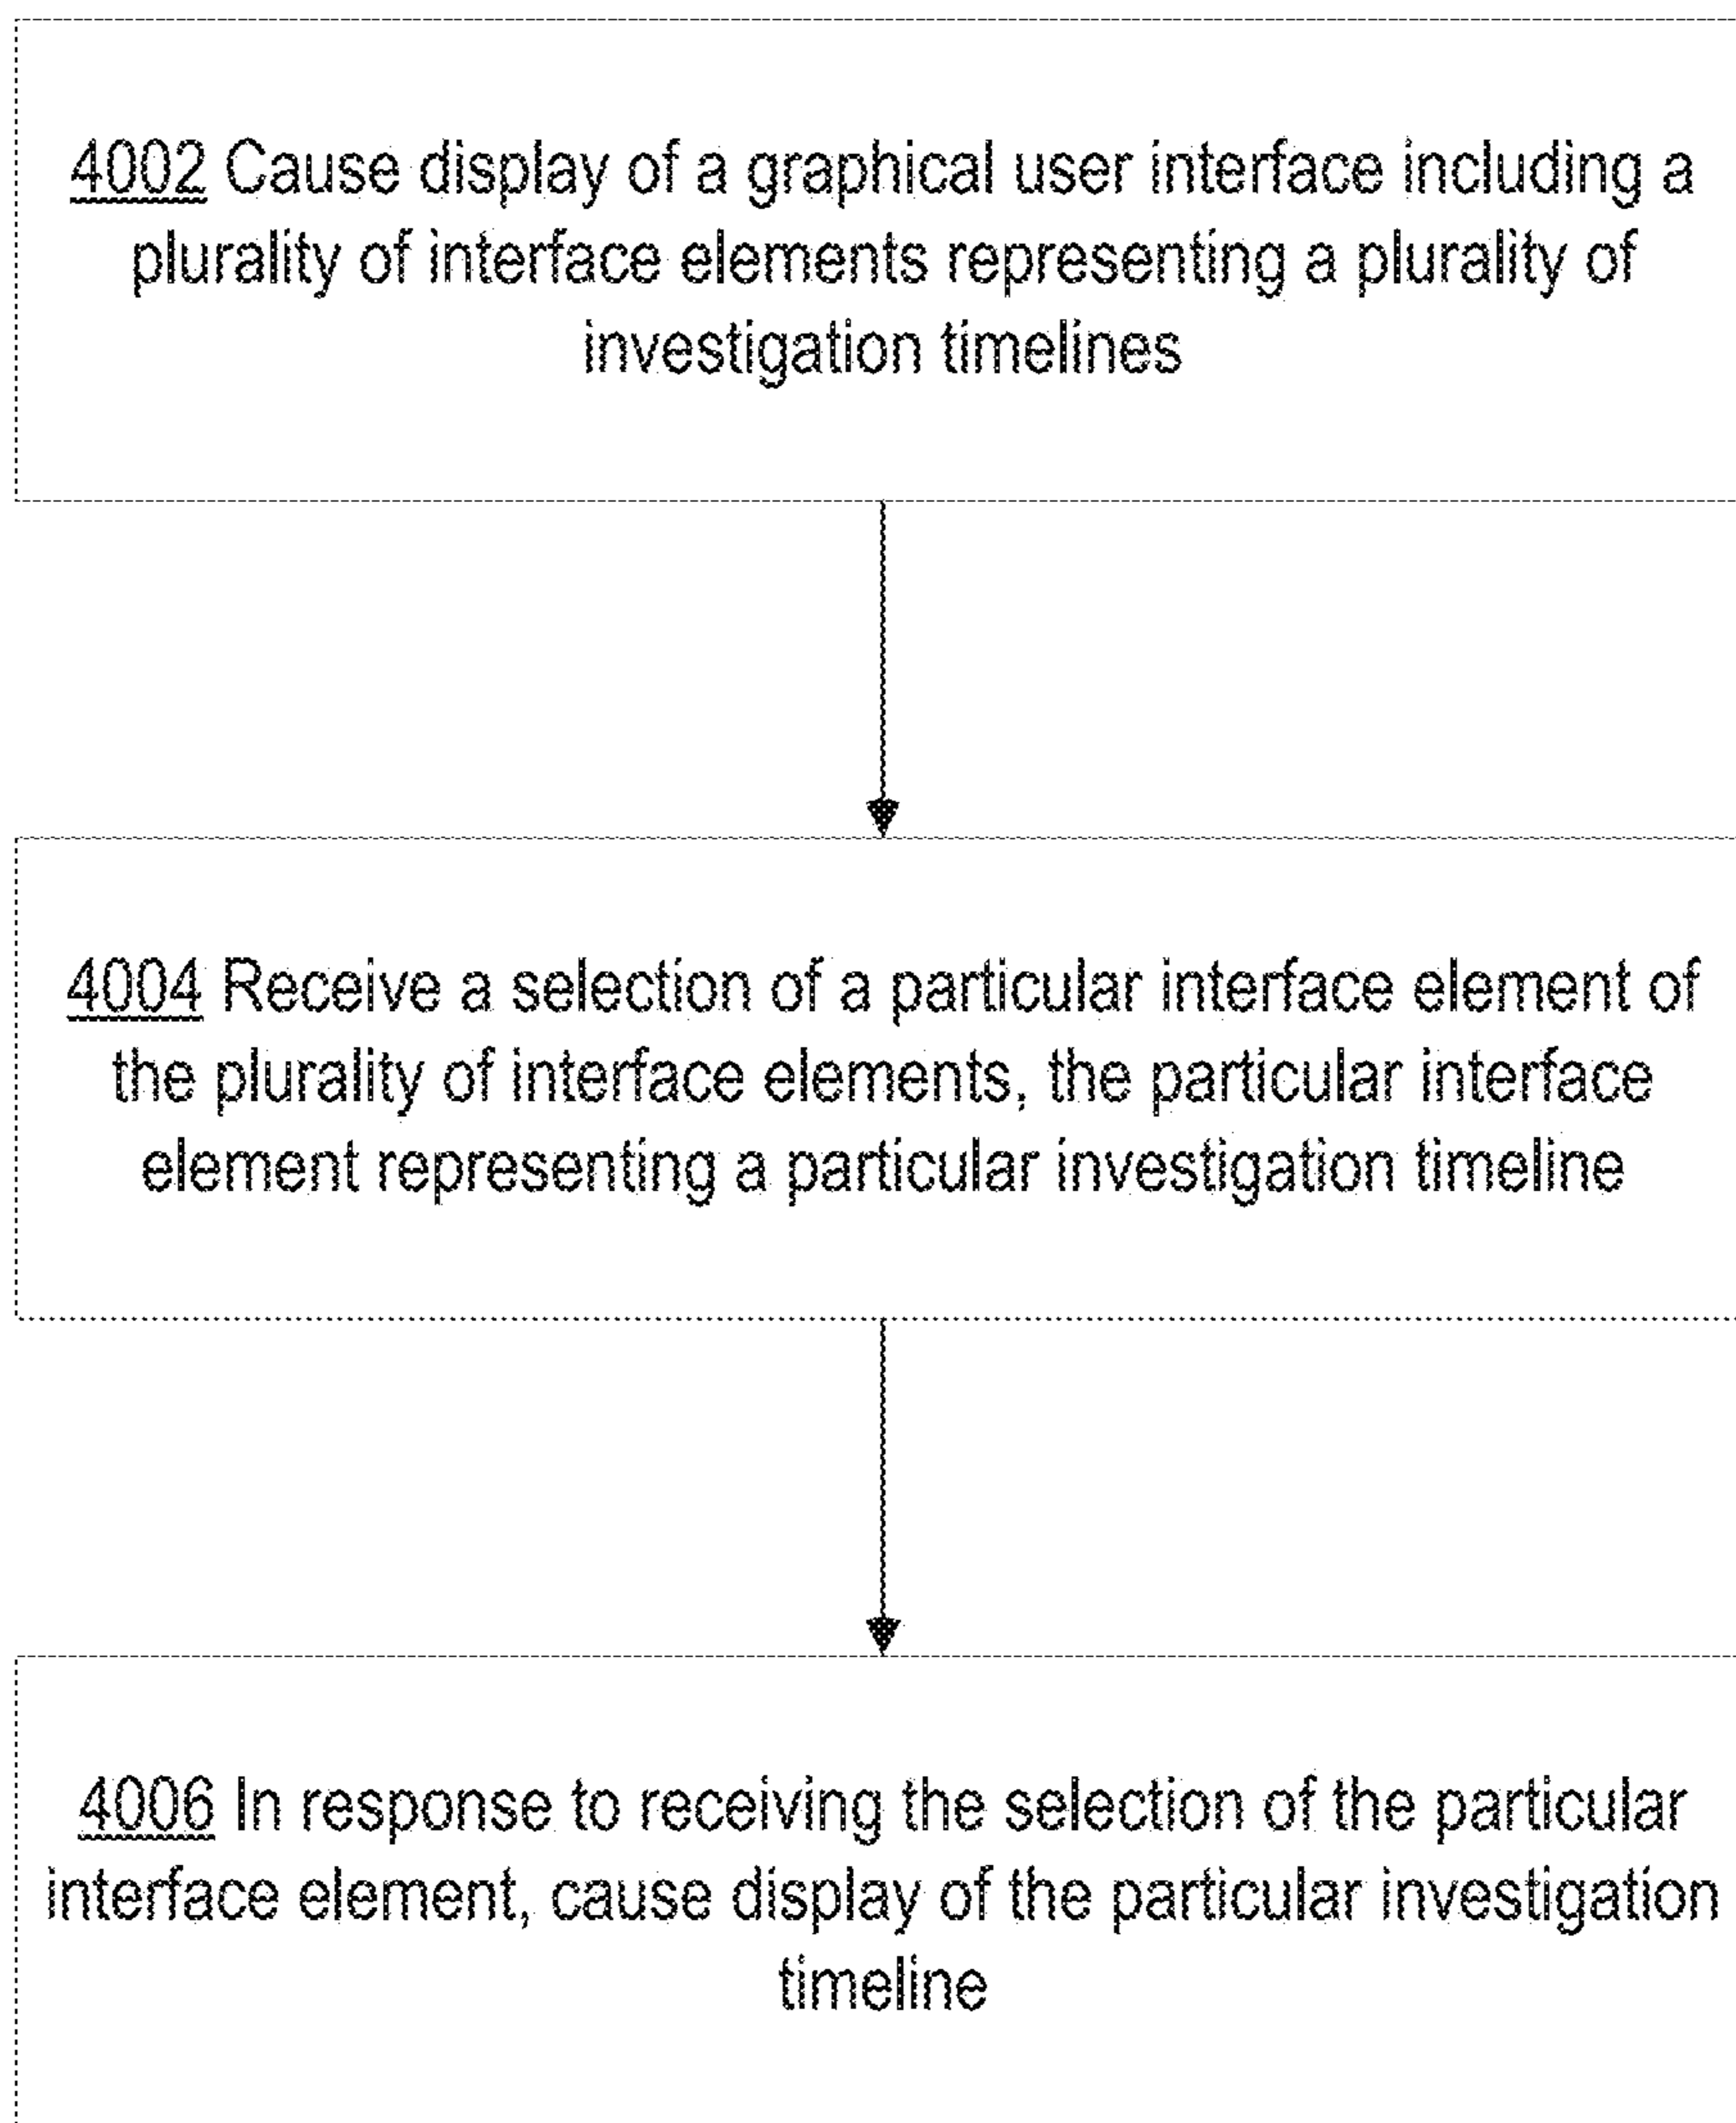 4002 Cause display of a graphical user interface including a
plurality of interface elements representing a plurality of
investigation timelines
4004 Receive a selection of a particular interface element of
the plurality of interface elements, the particular interface
element representing a particular investigation timeline
4006 In response to receiving the selection of the particular
interface element, cause display of the particular investigation
timeline